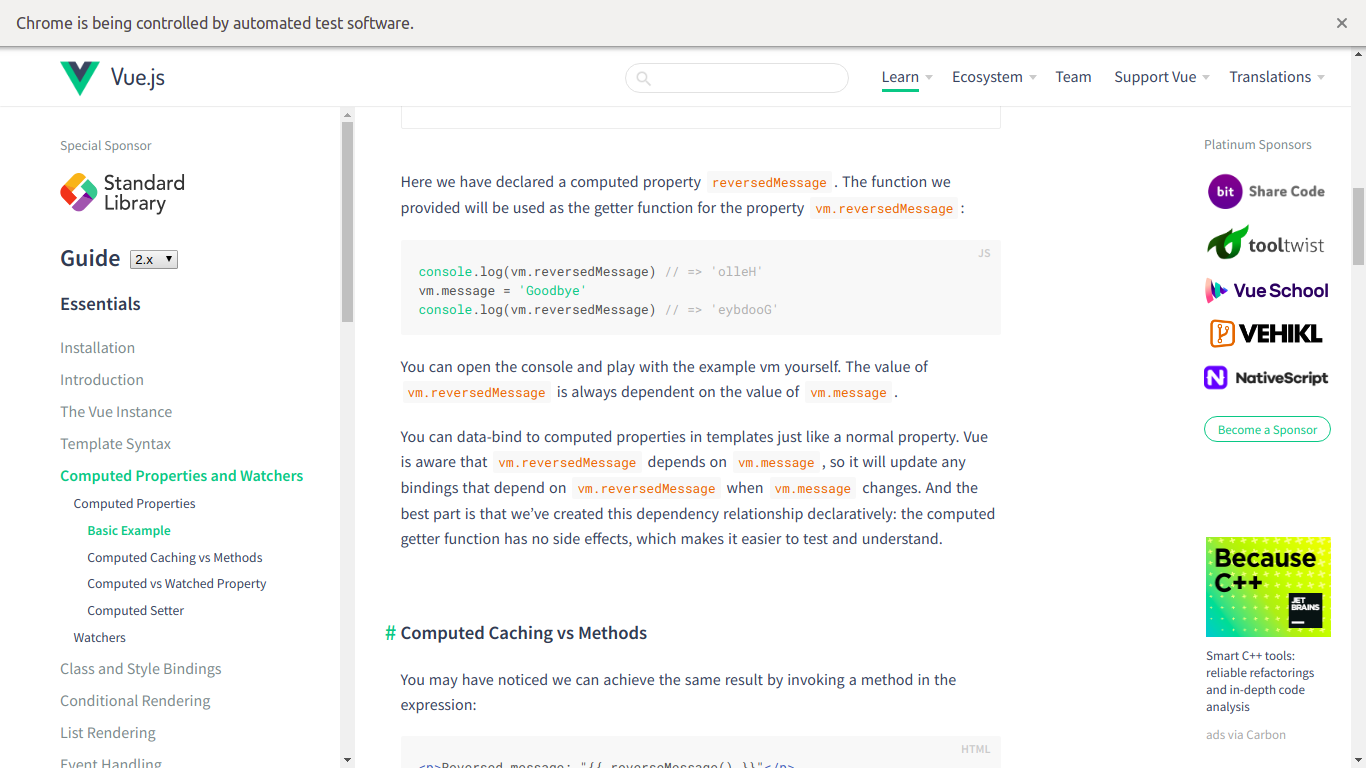 Chrome is being controlled by automated test software.
Vue.js
Learn
Ecosystem
Team
Support Vue
Translations
Special Sponsor
Standard
Library
Guide
2.x
Essentials
Installation
Introduction
The Vue Instance
Template Syntax
Computed Properties and Watchers
Computed Properties
Basic Example
Computed Caching vs Methods
Computed vs Watched Property
Computed Setter
Watchers
Class and Style Bindings
Conditional Rendering
List Rendering
Event Handling
Here we have declared a computed property reversedMessage . The function we
provided will be used as the getter function for the property vm.reversedMessage :
JS
console.log(vm.reversedMessage) // => 'olleH'
vm.message = 'Goodbye'
console.log(vm.reversedMessage) // => 'eybdooG'
You can open the console and play with the example vm yourself. The value of
vm.reversedMessage is always dependent on the value of vm.message .
You can data-bind to computed properties in templates just like a normal property. Vue
is aware that vm.reversedMessage depends on vm.message , so it will update any
bindings that depend on vm.reversedMessage when vm.message changes. And the
best part is that we’ve created this dependency relationship declaratively: the computed
getter function has no side effects, which makes it easier to test and understand.
# Computed Caching vs Methods
You may have noticed we can achieve the same result by invoking a method in the
expression:
HTML
<p>Reversed message: "{{ reverseMessage() }}"</p>
Platinum Sponsors
bit Share Code
tooltwist
Vue School
VEHIKL
NativeScript
Become a Sponsor
Because
C++
JET
BRAINS
Smart C++ tools:
reliable refactorings
and in-depth code
analysis
ads via Carbon